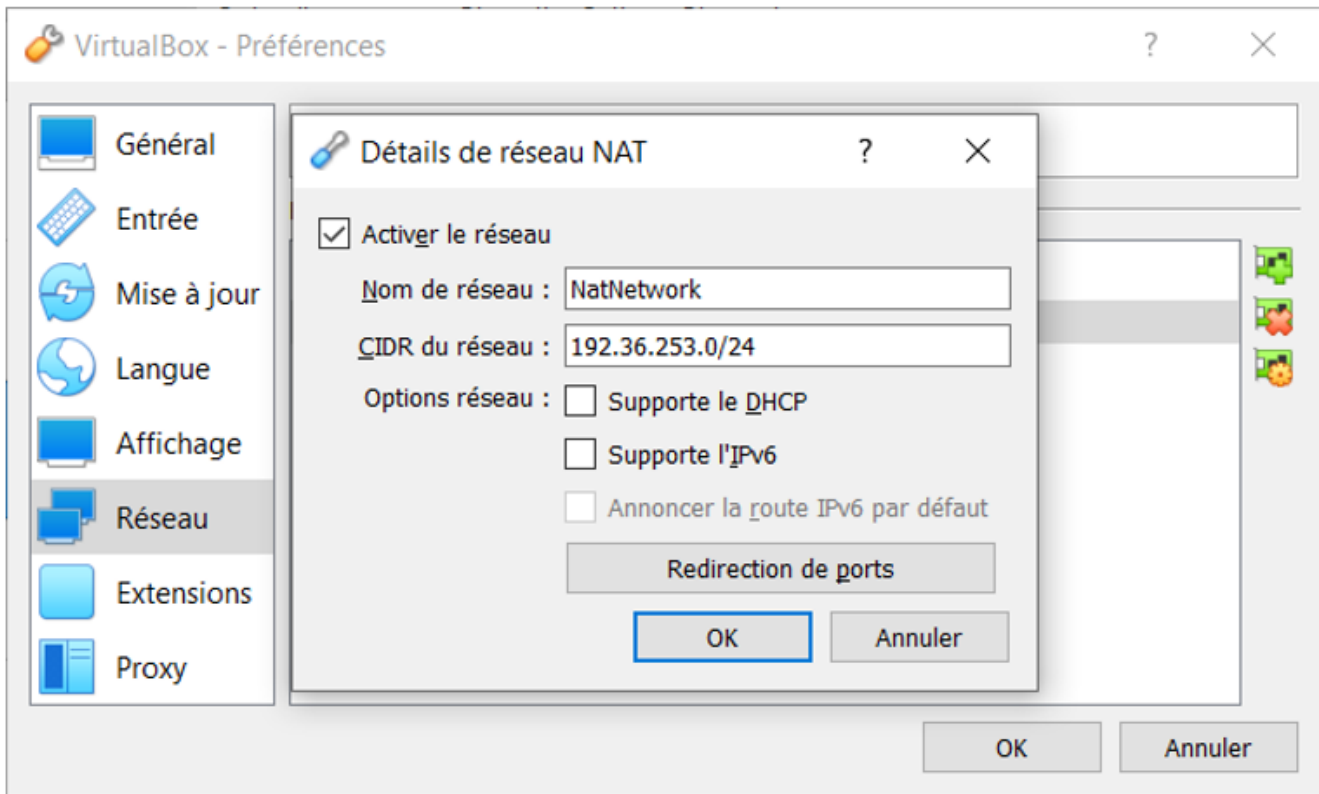 VirtualBox - Préférences
?
Général
Entrée
Mise à jour
Langue
Affichage
Réseau
Extensions
Proxy
Détails de réseau NAT
?
Activer le réseau
Nom de réseau : NatNetwork
CIDR du réseau : 192.36.253.0/24
Options réseau : Supporte le DHCP
Supporte l'IPv6
Annoncer la route IPv6 par défaut
Redirection de ports
OK Annuler
OK Annuler